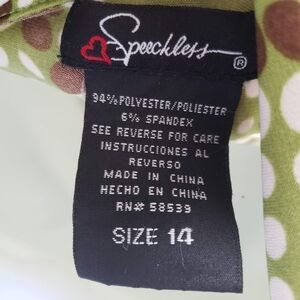 Speechless ®
94% POLYESTER/POLIESTER
6% SPANDEX
SEE REVERSE FOR CARE
INSTRUCCIONES AL
REVERSO
MADE IN CHINA
HECHO EN CHINA
RN# 58539
SIZE 14